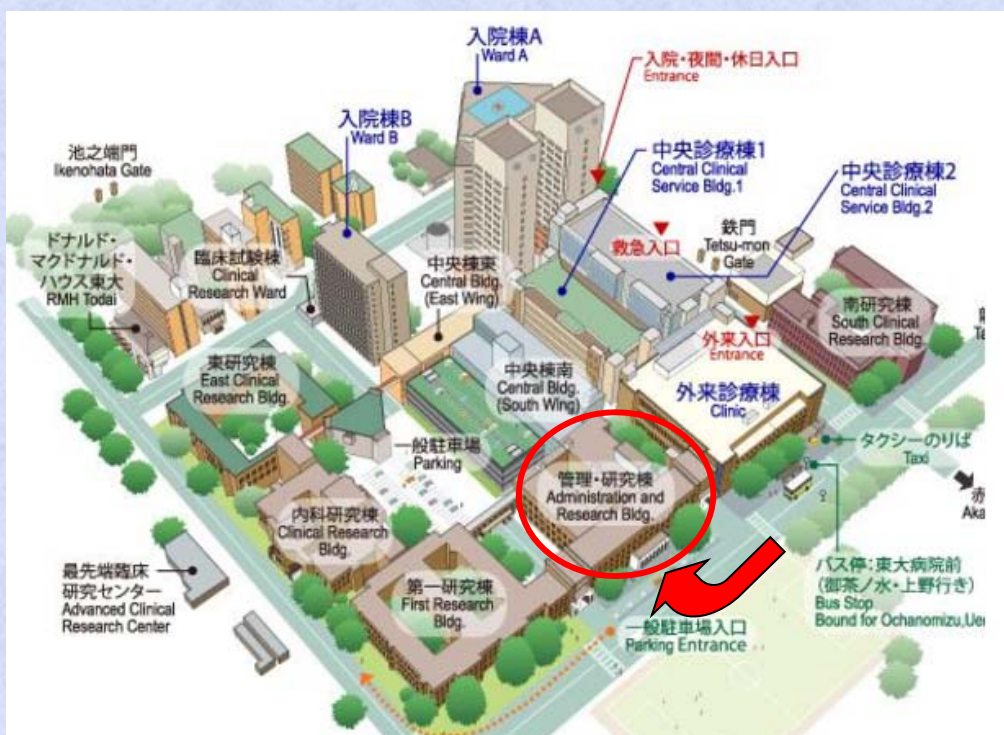 入院棟A
Ward A
入院・夜間・休日入口
Entrance
入院棟B
Ward B
池之端門
Ikenohata Gate
中央診療棟1
Central Clinical
Service Bldg.1
中央診療棟2
Central Clinical
Service Bldg.2
ドナルド・
マクドナルド・
ハウス東大
RMH Todai
臨床試験棟
Clinical
Research Ward
中央棟東
Central Bldg.
(East Wing)
救急入口
鉄門
Tetsu-mon
Gate
南研究棟
South Clinical
Research Bldg.
外来入口
Entrance
東研究棟
East Clinical
Research Bldg.
中央棟南
Central Bldg.
(South Wing)
外来診療棟
Clinic
一般駐車場
Parking
タクシーのりば
Taxi
管理・研究棟
Administration and
Research Bldg.
内科研究棟
Clinical Research
Bldg.
赤
Aka
最先端臨床
研究センター
Advanced Clinical
Research Center
第一研究棟
First Research
Bldg.
バス停:東大病院前
(御茶ノ水・上野行き)
Bus Stop
Bound for Ochanomizu,Ue
一般駐車場入口
Parking Entrance